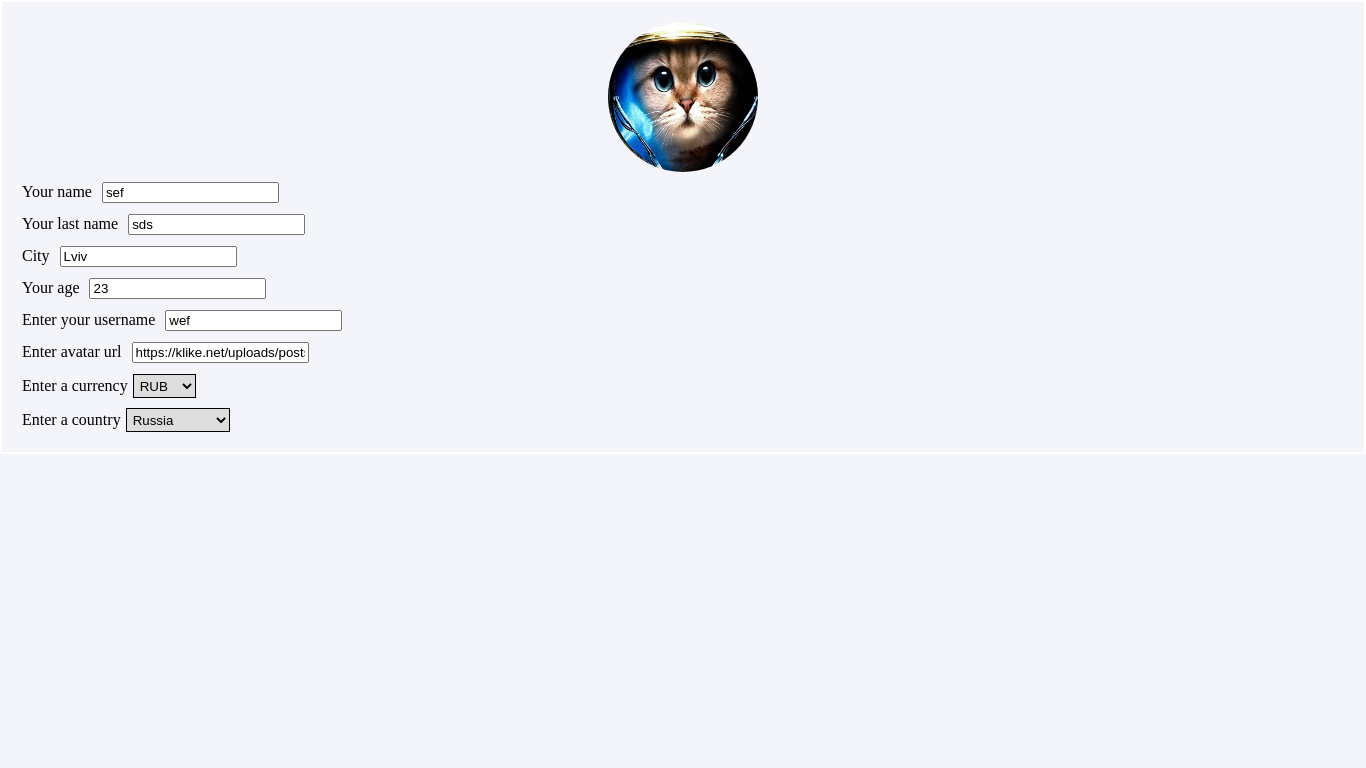 Your name sef
Your last name sds
City Lviv
Your age 23
Enter your username wef
Enter avatar url https://klike.net/uploads/post
Enter a currency RUB
Enter a country Russia